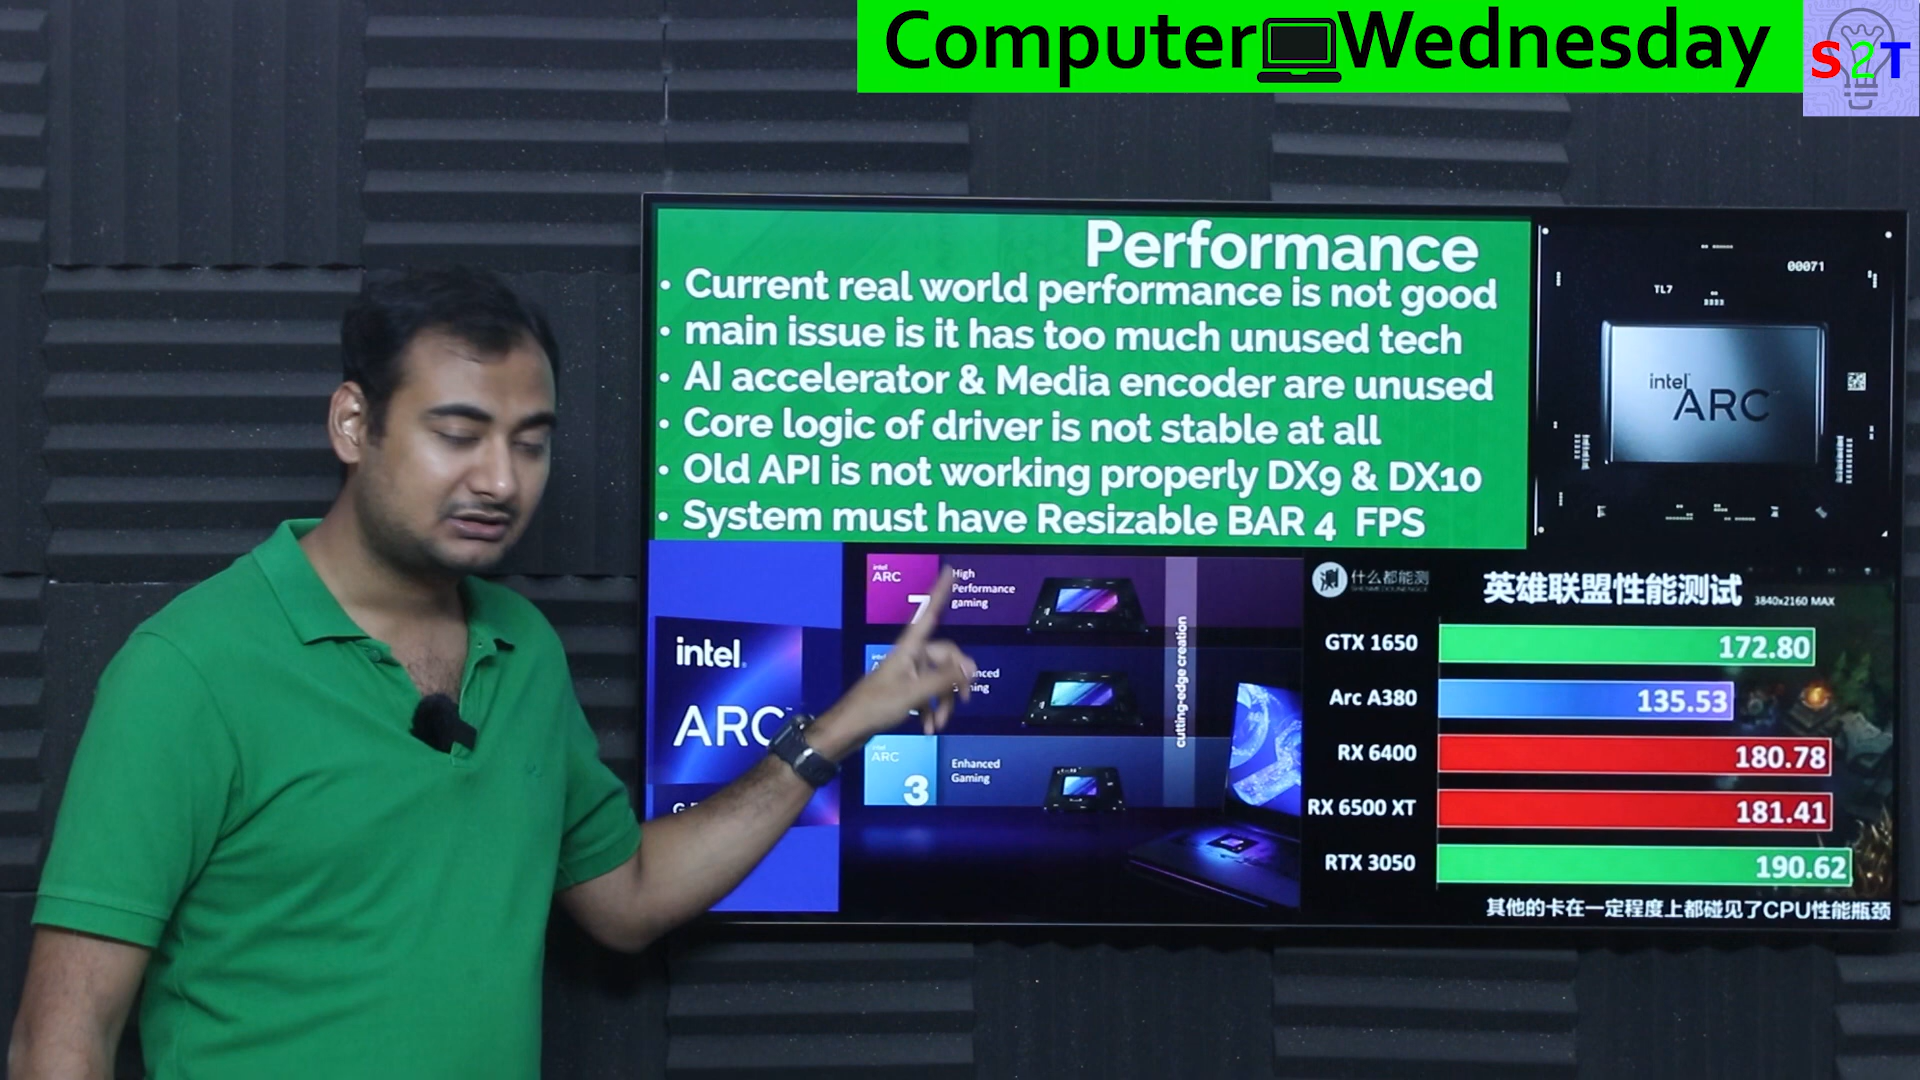 Computer Wednesday
S2T
Performance
• Current real world performance is not good
• main issue is it has too much unused tech
• AI accelerator & Media encoder are unused
• Core logic of driver is not stable at all
• Old API is not working properly DX9 & DX10
• System must have Resizable BAR 4 FPS
00071
TL7
intel
ARC
intel.
ARC™
intel
ARC
7
High
Performance
gaming
ARC
3
Enhanced
Gaming
cutting-edge creation
什么都能测
英雄联盟性能测试
3840x2160 MAX
GTX 1650 172.80
Arc A380 135.53
RX 6400 180.78
RX 6500 XT 181.41
RTX 3050 190.62
其他的卡在一定程度上都碰见了CPU性能瓶颈